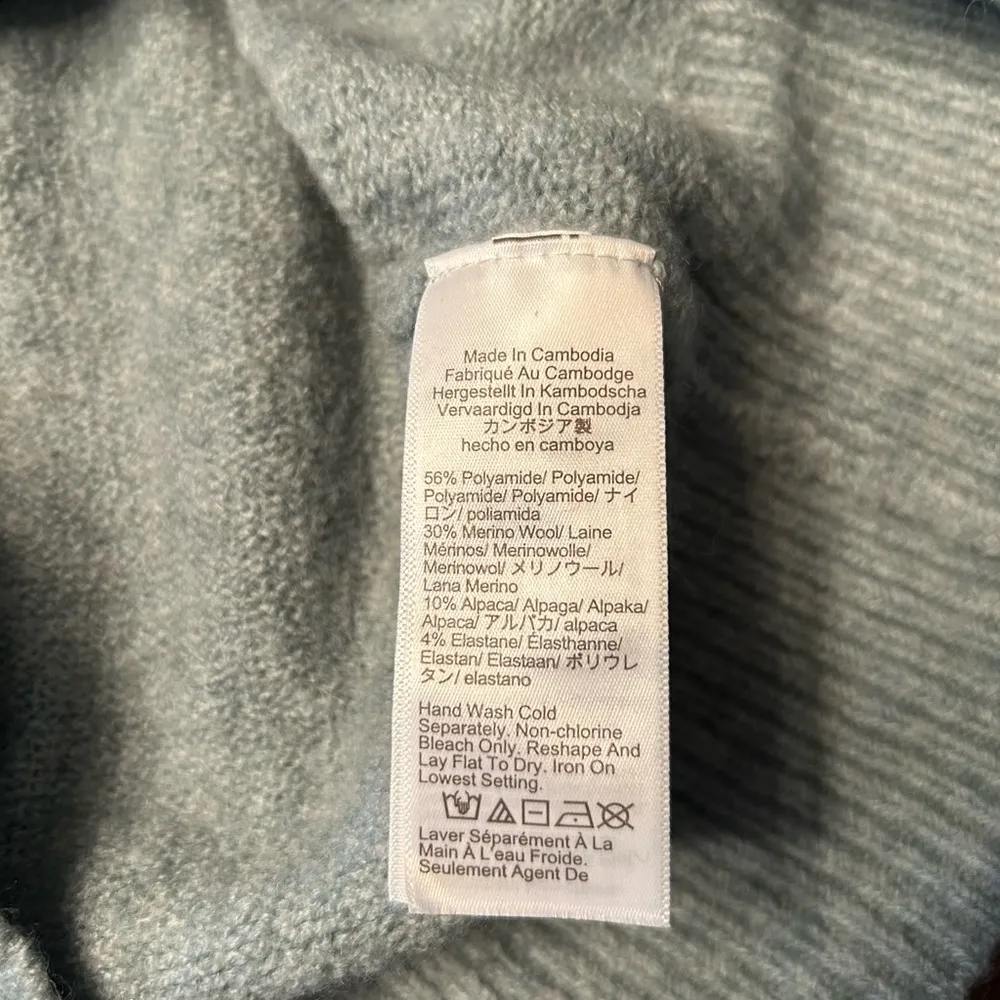 Made In Cambodia
Fabriqué Au Cambodge
Hergestellt In Kambodscha
Vervaardigd In Cambodja
カンボジア製
hecho en camboya
56% Polyamide/ Polyamide/
Polyamide/ Polyamide/ ナイ
ロン/ poliamida
30% Merino Wool/ Laine
Mérinos/ Merinowolle/
Merinowol/ メリノウール/
Lana Merino
10% Alpaca/ Alpaga/ Alpaka/
Alpaca/ アルパカ/ alpaca
4% Elastane/ Élasthanne/
Elastan/ Elastaan/ ポリウレ
タン/ elastano
Hand Wash Cold
Separately. Non-chlorine
Bleach Only. Reshape And
Lay Flat To Dry. Iron On
Lowest Setting.
Laver Séparément À La
Main À L'eau Froide.
Seulement Agent De